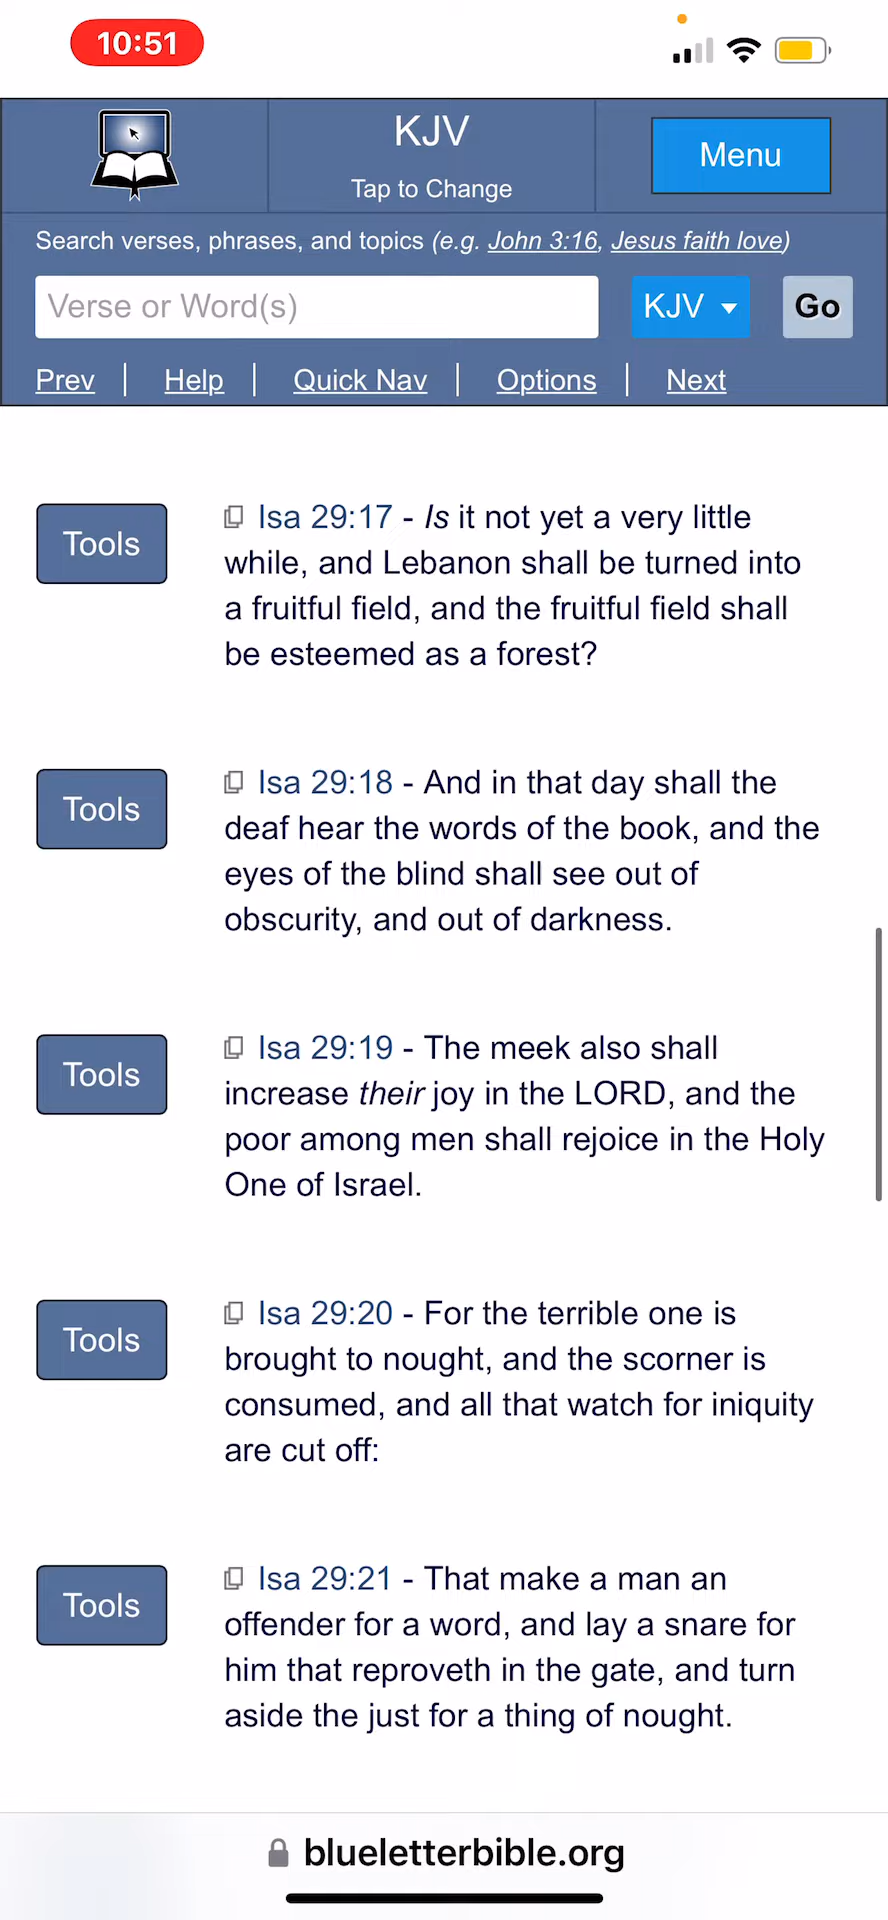 10:51
KJV
Tap to Change
Menu
Search verses, phrases, and topics (e.g. John 3:16, Jesus faith love)
Verse or Word(s)
KJV
Go
Prev | Help | Quick Nav | Options | Next
Tools
Isa 29:17 - Is it not yet a very little
while, and Lebanon shall be turned into
a fruitful field, and the fruitful field shall
be esteemed as a forest?
Tools
Isa 29:18 - And in that day shall the
deaf hear the words of the book, and the
eyes of the blind shall see out of
obscurity, and out of darkness.
Tools
Isa 29:19 - The meek also shall
increase their joy in the LORD, and the
poor among men shall rejoice in the Holy
One of Israel.
Tools
Isa 29:20 - For the terrible one is
brought to nought, and the scorner is
consumed, and all that watch for iniquity
are cut off:
Tools
Isa 29:21 - That make a man an
offender for a word, and lay a snare for
him that reproveth in the gate, and turn
aside the just for a thing of nought.
blueletterbible.org